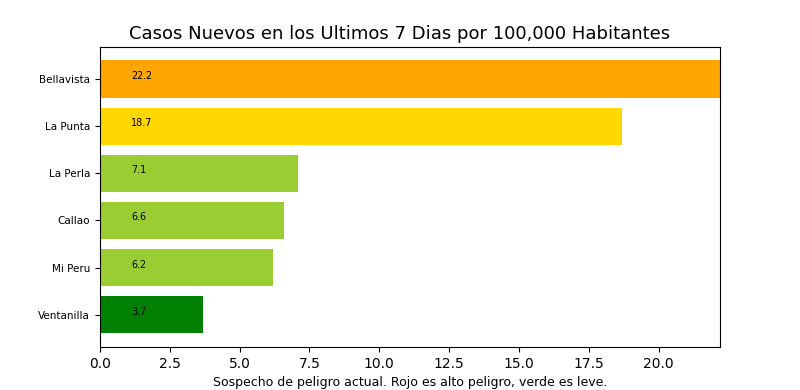 Casos Nuevos en los Ultimos 7 Dias por 100,000 Habitantes
Bellavista 22.2
La Punta 18.7
La Perla 7.1
Callao 6.6
Mi Peru 6.2
Ventanilla 3.7
0.0 2.5 5.0 7.5 10.0 12.5 15.0 17.5 20.0
Sospecho de peligro actual. Rojo es alto peligro, verde es leve.